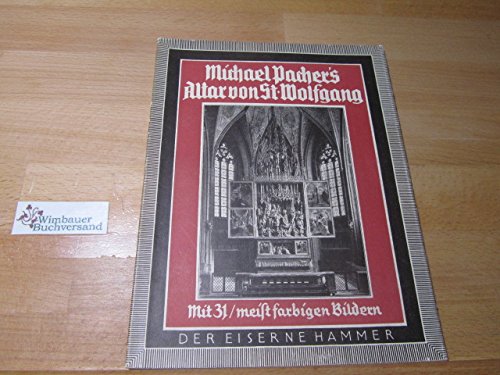 Michael Pacher's
Altar von St. Wolfgang
Mit 31/meist farbigen Bildern
DER EISERNE HAMMER
Wimbauer
Buchversand